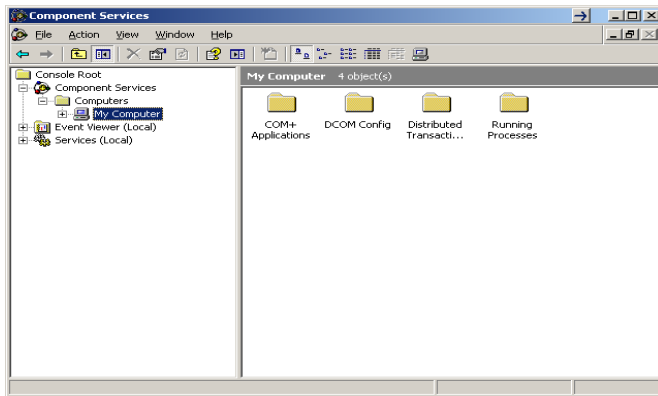 Component Services
File Action View Window Help
Console Root
Component Services
Computers
My Computer
Event Viewer (Local)
Services (Local)
My Computer 4 object(s)
COM+ Applications
DCOM Config
Distributed Transacti...
Running Processes